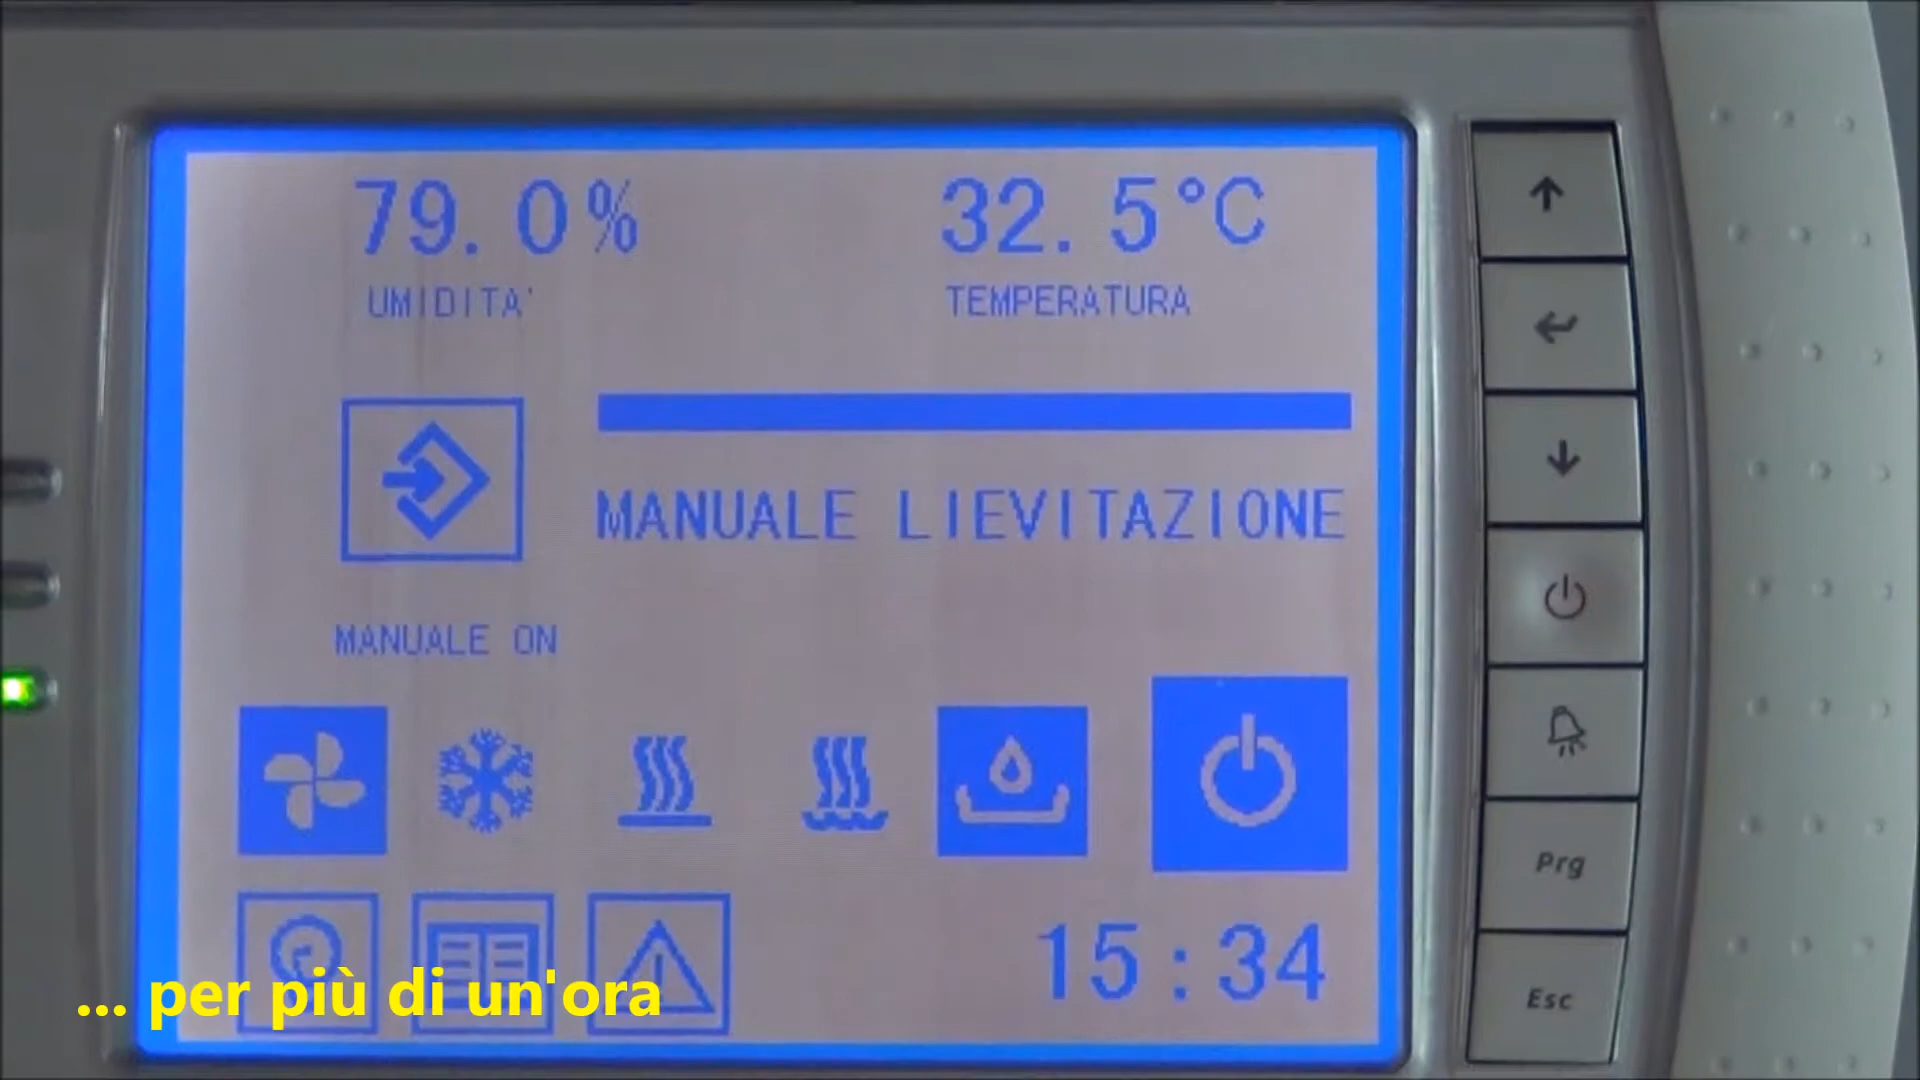 79.0% 32.5°C
UMIDITA' TEMPERATURA
MANUALE LIEVITAZIONE
MANUALE ON
15:34
Prg
Esc
... per più di un'ora